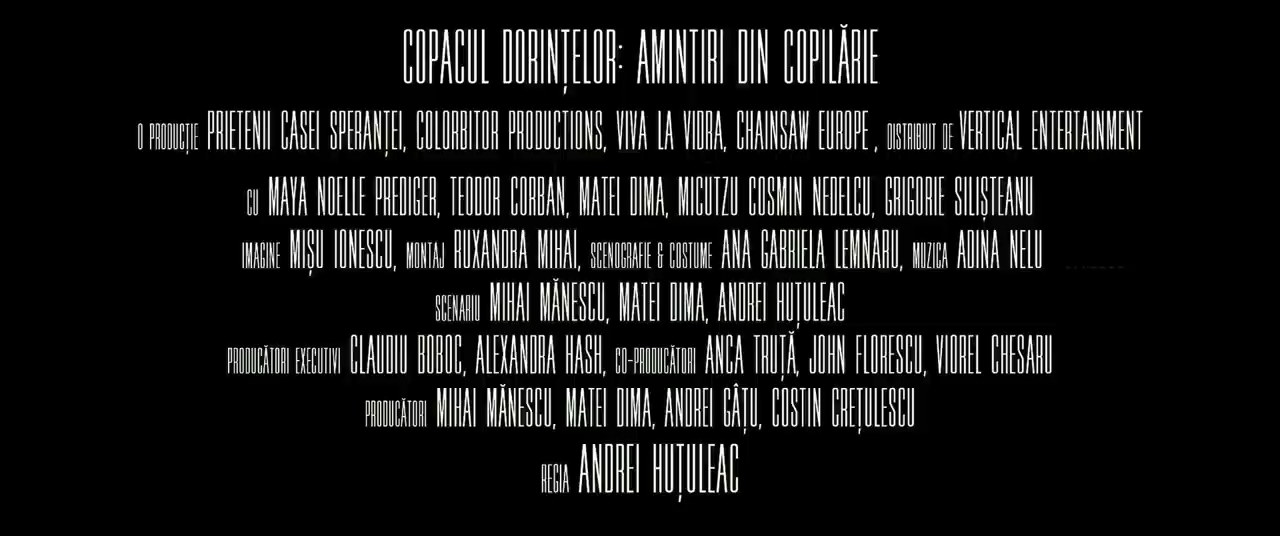 COPACUL DORINȚELOR: AMINTIRI DIN COPILĂRIE
O PRODUCȚIE PRIETENII CASEI SPERANȚEI, COLORBITOR PRODUCTIONS, VIVA LA VIDRA, CHAINSAW EUROPE, DISTRIBUIT DE VERTICAL ENTERTAINMENT
CU MAYA NOELLE PREDIGER, TEODOR CORBAN, MATEI DIMA, MICUTZU COSMIN NEDELCU, GRIGORIE SILIȘTEANU
IMAGINE MIȘU IONESCU, MONTAJ RUXANDRA MIHAI, SCENOGRAFIE & COSTUME ANA GABRIELA LEMNARU, MUZICA ADINA NELU
SCENARIU MIHAI MĂNESCU, MATEI DIMA, ANDREI HUȚULEAC
PRODUCĂTORI EXECUTIVI CLAUDIU BOBOC, ALEXANDRA HASH, CO-PRODUCĂTORI ANCA TRUȚĂ, JOHN FLORESCU, VIOREL CHESARU
PRODUCĂTORI MIHAI MĂNESCU, MATEI DIMA, ANDREI GÂȚU, COSTIN CREȚULESCU
REGIA ANDREI HUȚULEAC